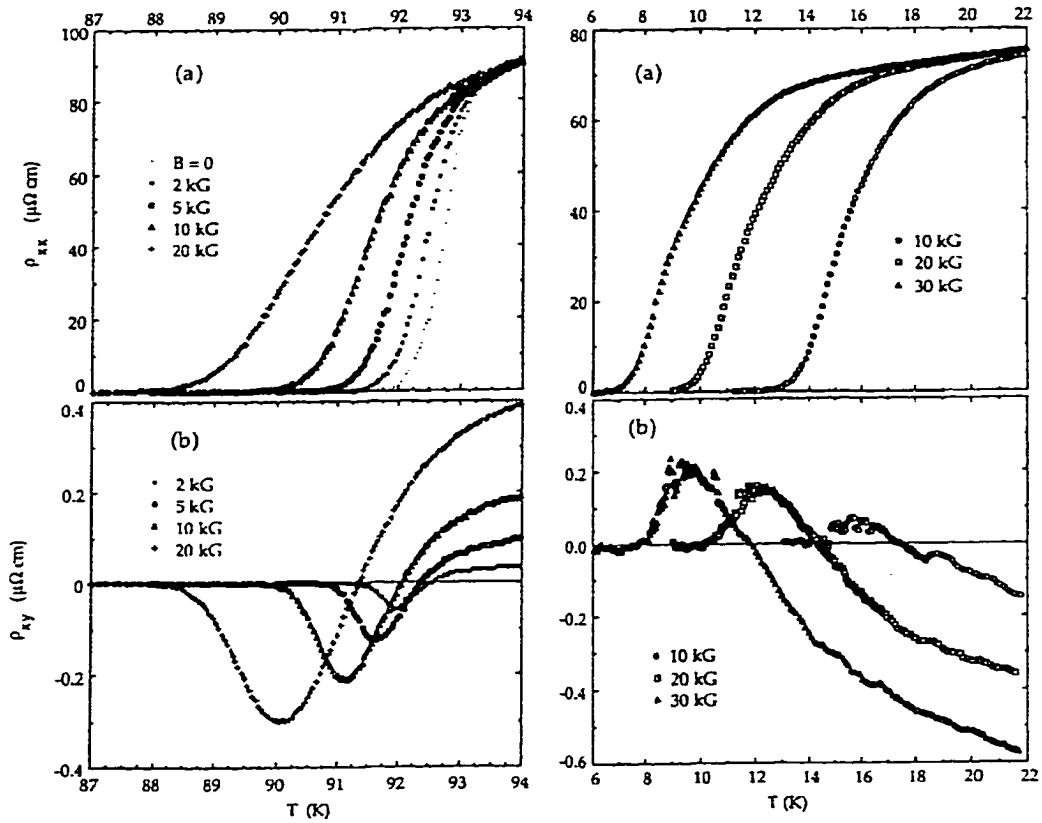 87 88 89 90 91 92 93 94
100
80
60
40
20
0
ρxx (μΩ cm)
(a)
B = 0
2 kG
5 kG
10 kG
20 kG
6 8 10 12 14 16 18 20 22
80
60
40
20
0
(a)
10 kG
20 kG
30 kG
0.4
0.2
0
-0.2
-0.4
ρxy (μΩ cm)
(b)
2 kG
5 kG
10 kG
20 kG
87 88 89 90 91 92 93 94
T (K)
0.4
0.2
0.0
-0.2
-0.4
-0.6
(b)
10 kG
20 kG
30 kG
6 8 10 12 14 16 18 20 22
T (K)